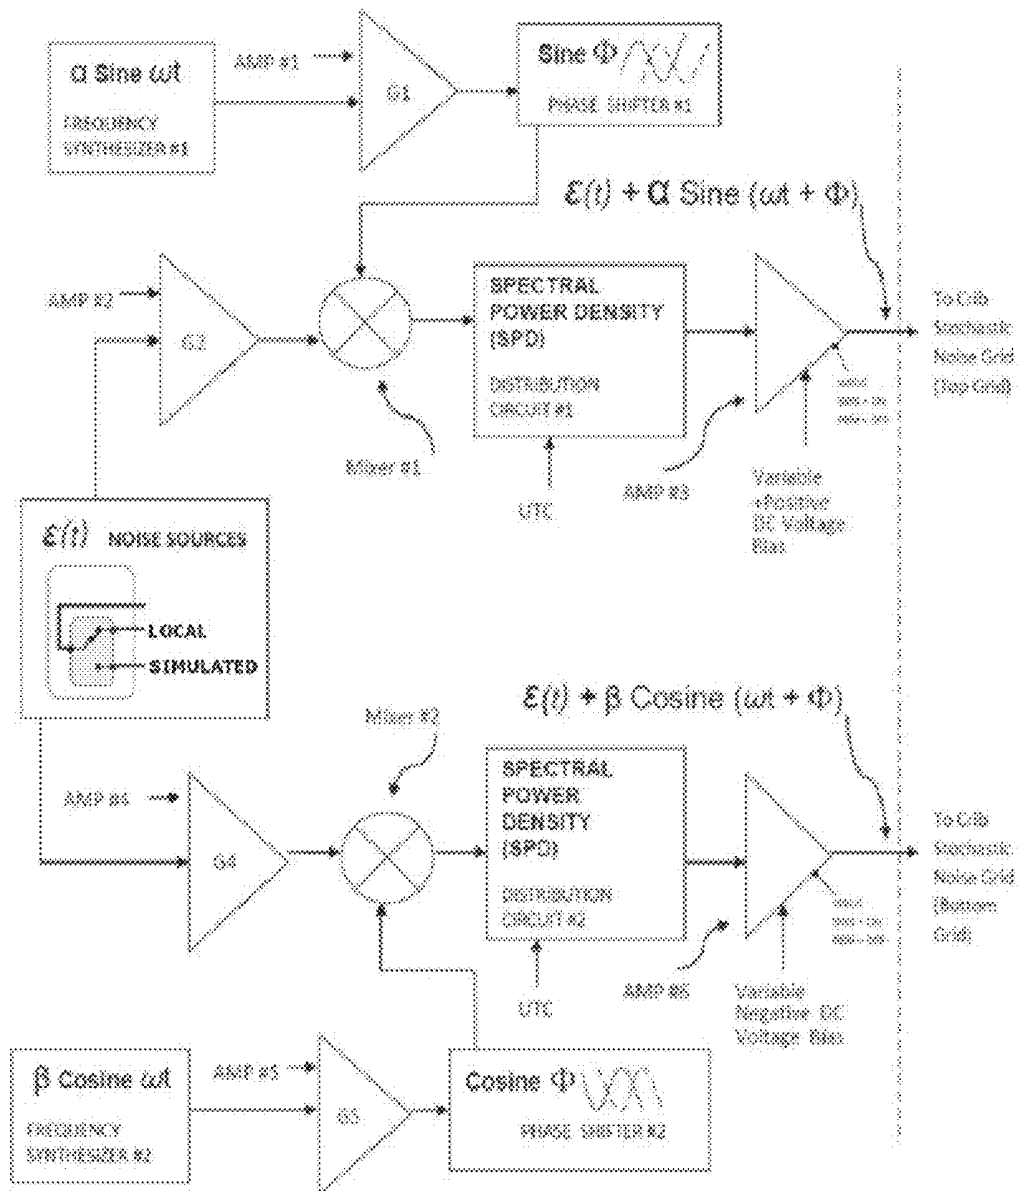 α Sine ωt
FREQUENCY
SYNTHESIZER #1
AMP #1
G1
Sine Φ
PHASE SHIFTER #1
ε(t) + α Sine (ωt + Φ)
AMP #2
G2
Mixer #1
SPECTRAL
POWER DENSITY
(SPD)
DISTRIBUTION
CIRCUIT #1
UTC
AMP #3
Variable
+Positive
DC Voltage
Bias
To Crib
Stochastic
Noise Grid
(Top Grid)
ε(t) NOISE SOURCES
LOCAL
SIMULATED
ε(t) + β Cosine (ωt + Φ)
Mixer #2
AMP #4
G4
SPECTRAL
POWER
DENSITY
(SPD)
DISTRIBUTION
CIRCUIT #2
UTC
AMP #6
Variable
Negative DC
Voltage Bias
To Crib
Stochastic
Noise Grid
(Bottom
Grid)
β Cosine ωt
FREQUENCY
SYNTHESIZER #2
AMP #5
G5
Cosine Φ
PHASE SHIFTER #2